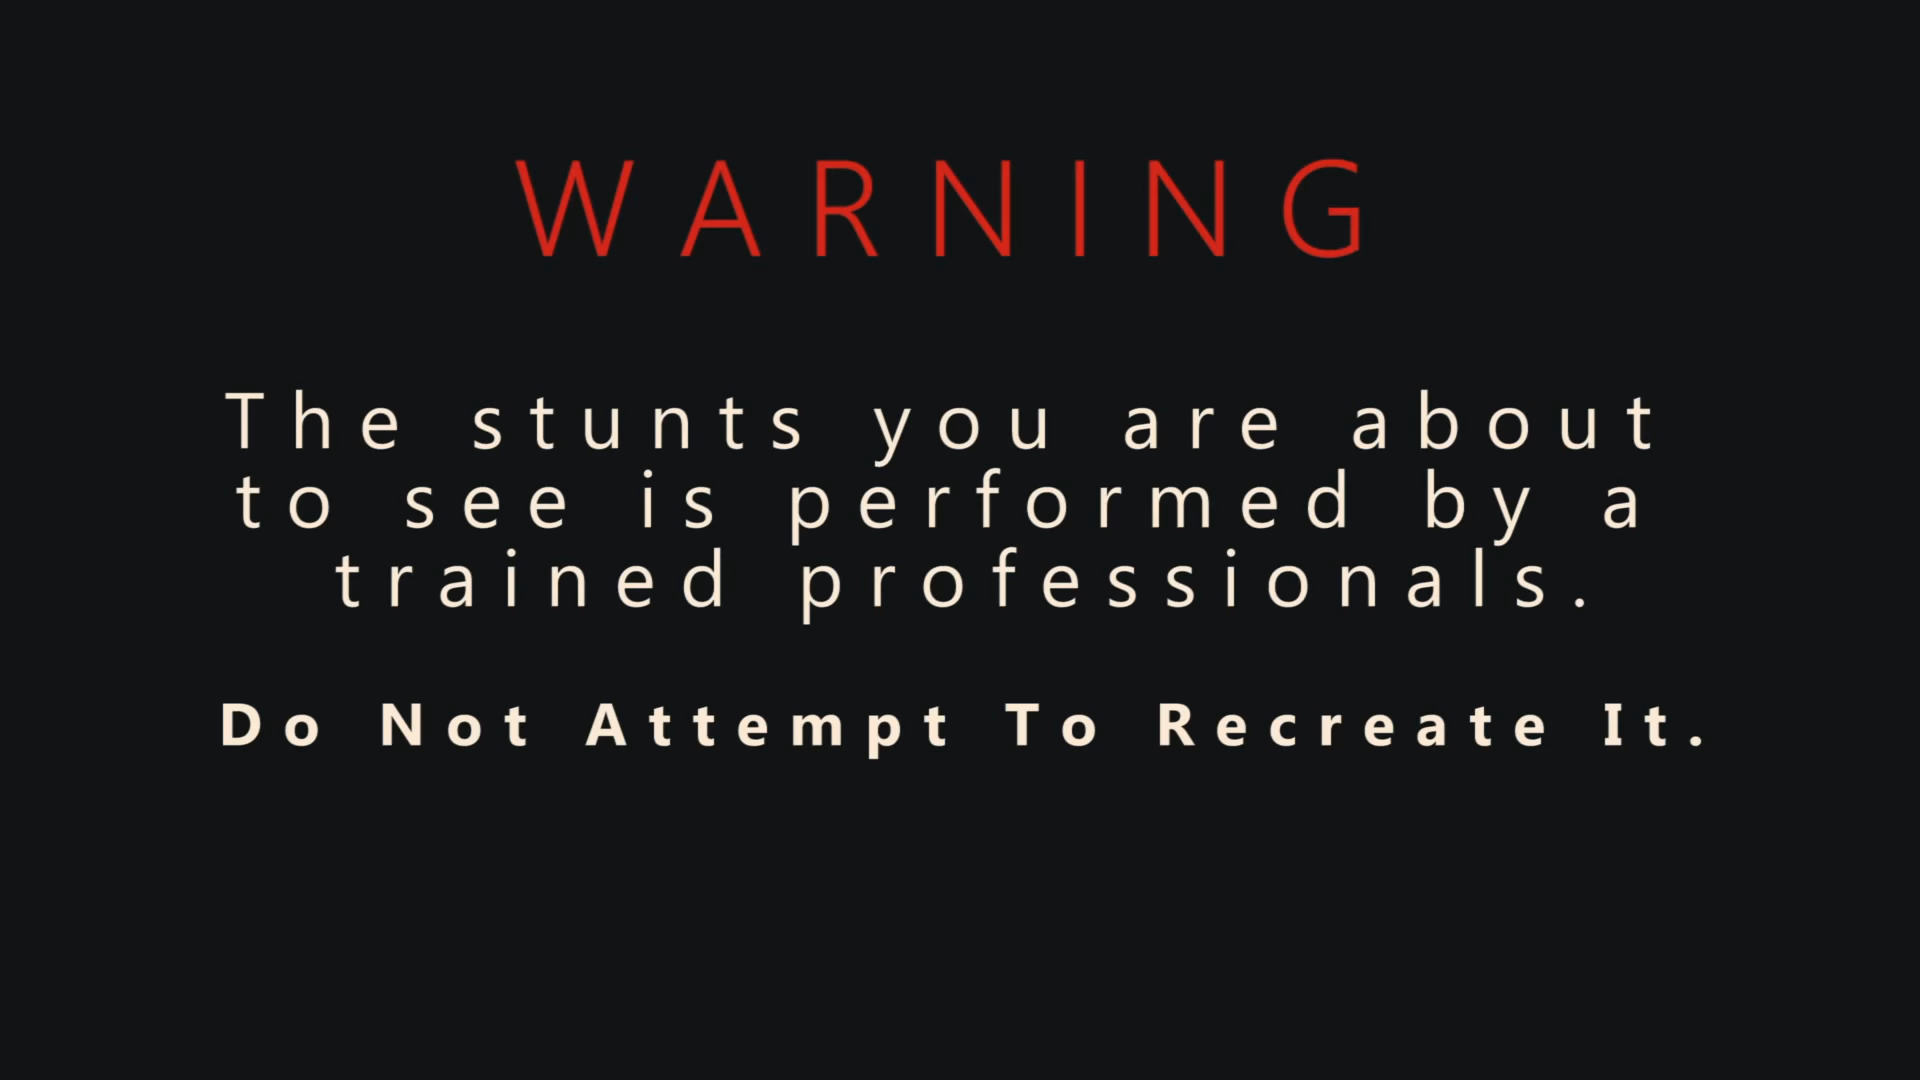 WARNING
The stunts you are about
to see is performed by a
trained professionals.
Do Not Attempt To Recreate It.